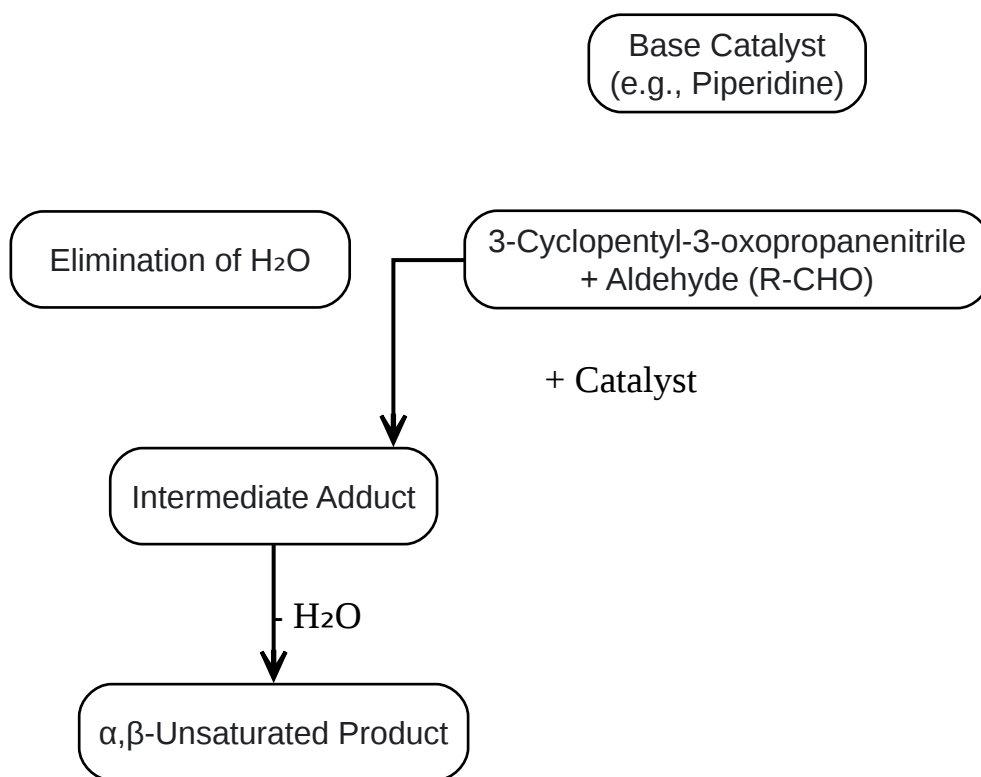 Base Catalyst
(e.g., Piperidine)
Elimination of H₂O
3-Cyclopentyl-3-oxopropanenitrile
+ Aldehyde (R-CHO)
+ Catalyst
Intermediate Adduct
- H₂O
α,β-Unsaturated Product